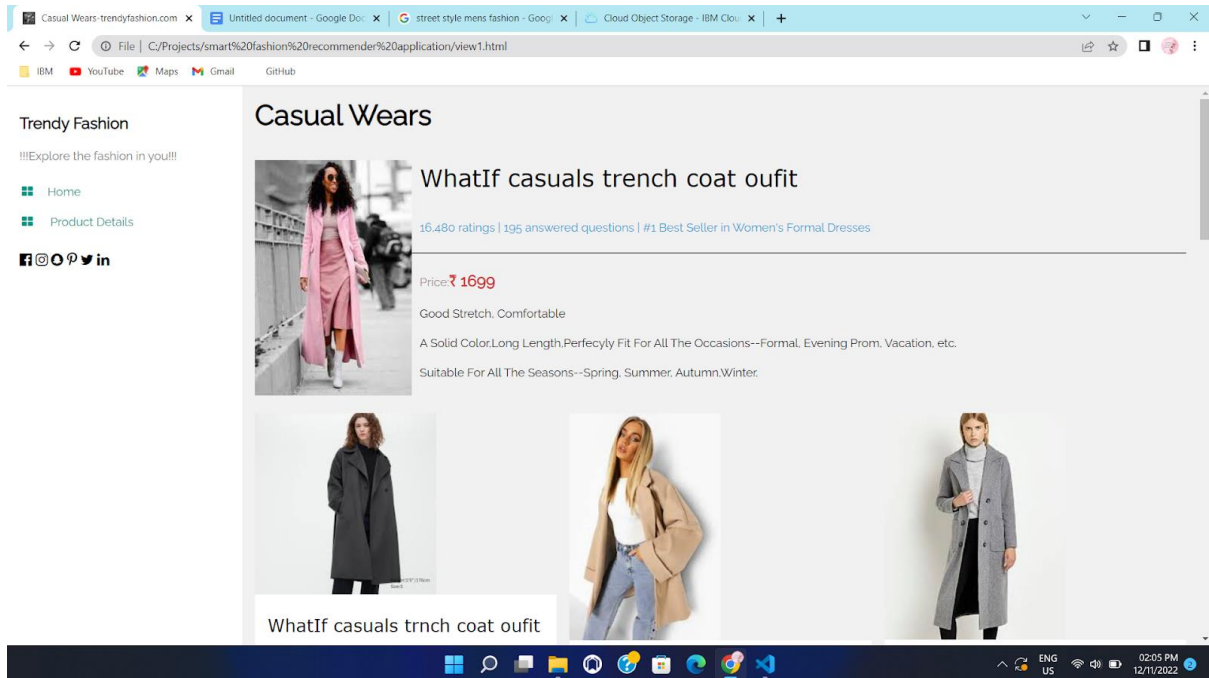 Casual Wears-trendyfashion.com
Untitled document - Google Doc
street style mens fashion - Googl
Cloud Object Storage - IBM Clou
File | C:/Projects/smart%20fashion%20recommender%20application/view1.html
IBM YouTube Maps Gmail GitHub
Trendy Fashion
!!!Explore the fashion in you!!!
Home
Product Details
Casual Wears
WhatIf casuals trench coat oufit
16,480 ratings | 195 answered questions | #1 Best Seller in Women's Formal Dresses
Price:₹ 1699
Good Stretch, Comfortable
A Solid Color,Long Length,Perfecyly Fit For All The Occasions--Formal, Evening Prom, Vacation, etc.
Suitable For All The Seasons--Spring, Summer, Autumn,Winter.
WhatIf casuals trnch coat oufit
ENG
US
02:05 PM
12/11/2022
2